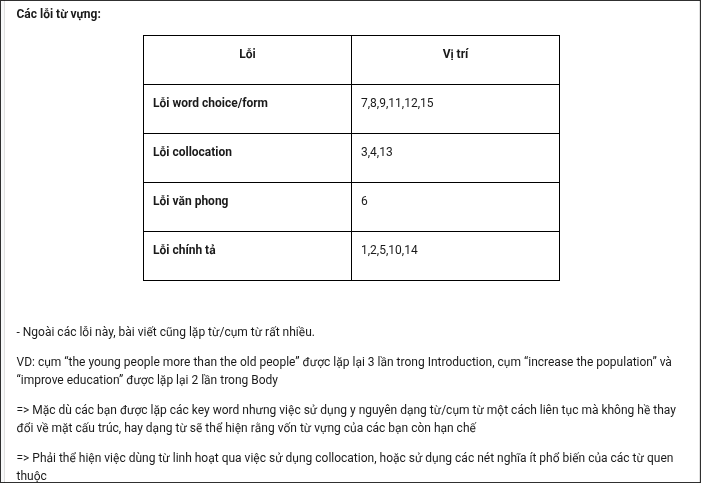 Các lỗi từ vựng:
Lỗi Vị trí
Lỗi word choice/form 7,8,9,11,12,15
Lỗi collocation 3,4,13
Lỗi văn phong 6
Lỗi chính tả 1,2,5,10,14
- Ngoài các lỗi này, bài viết cũng lặp từ/cụm từ rất nhiều.
VD: cụm “the young people more than the old people” được lặp lại 3 lần trong Introduction, cụm “increase the population” và
“improve education” được lặp lại 2 lần trong Body
=> Mặc dù các bạn được lặp các key word nhưng việc sử dụng y nguyên dạng từ/cụm từ một cách liên tục mà không hề thay
đổi về mặt cấu trúc, hay dạng từ sẽ thể hiện rằng vốn từ vựng của các bạn còn hạn chế
=> Phải thể hiện việc dùng từ linh hoạt qua việc sử dụng collocation, hoặc sử dụng các nét nghĩa ít phổ biến của các từ quen
thuộc